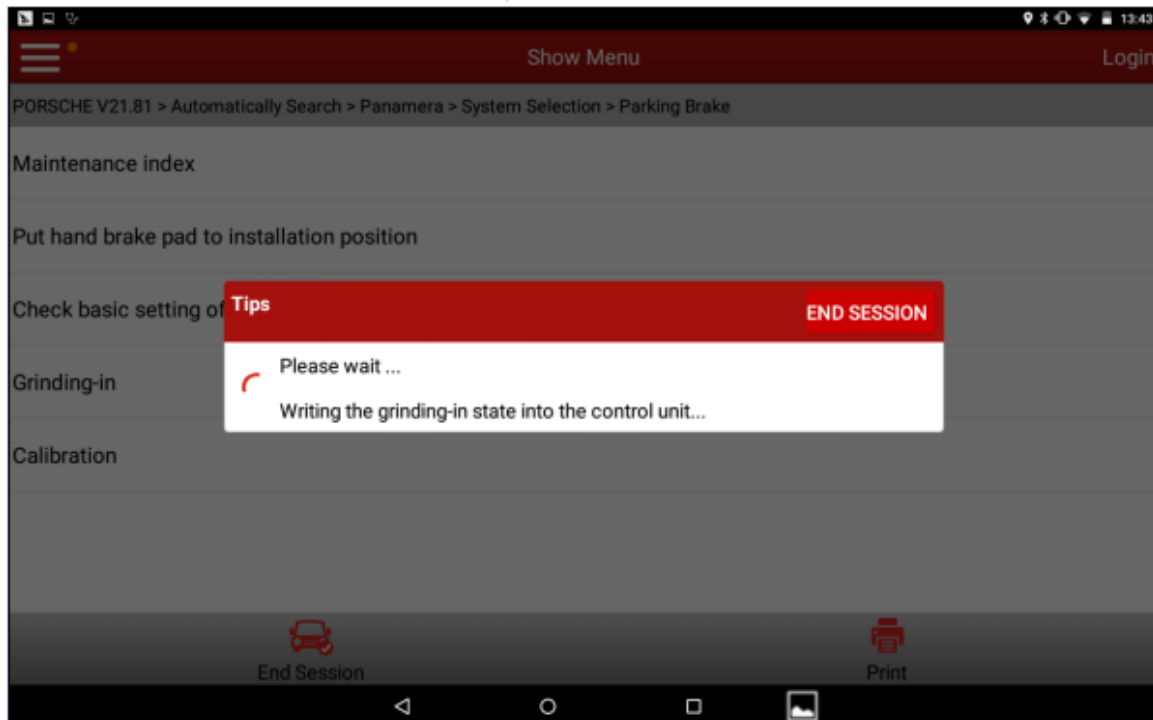 13:43
Show Menu
Login
PORSCHE V21.81 > Automatically Search > Panamera > System Selection > Parking Brake
Maintenance index
Put hand brake pad to installation position
Check basic setting of
Tips
END SESSION
Please wait ...
Grinding-in
Writing the grinding-in state into the control unit...
Calibration
End Session
Print